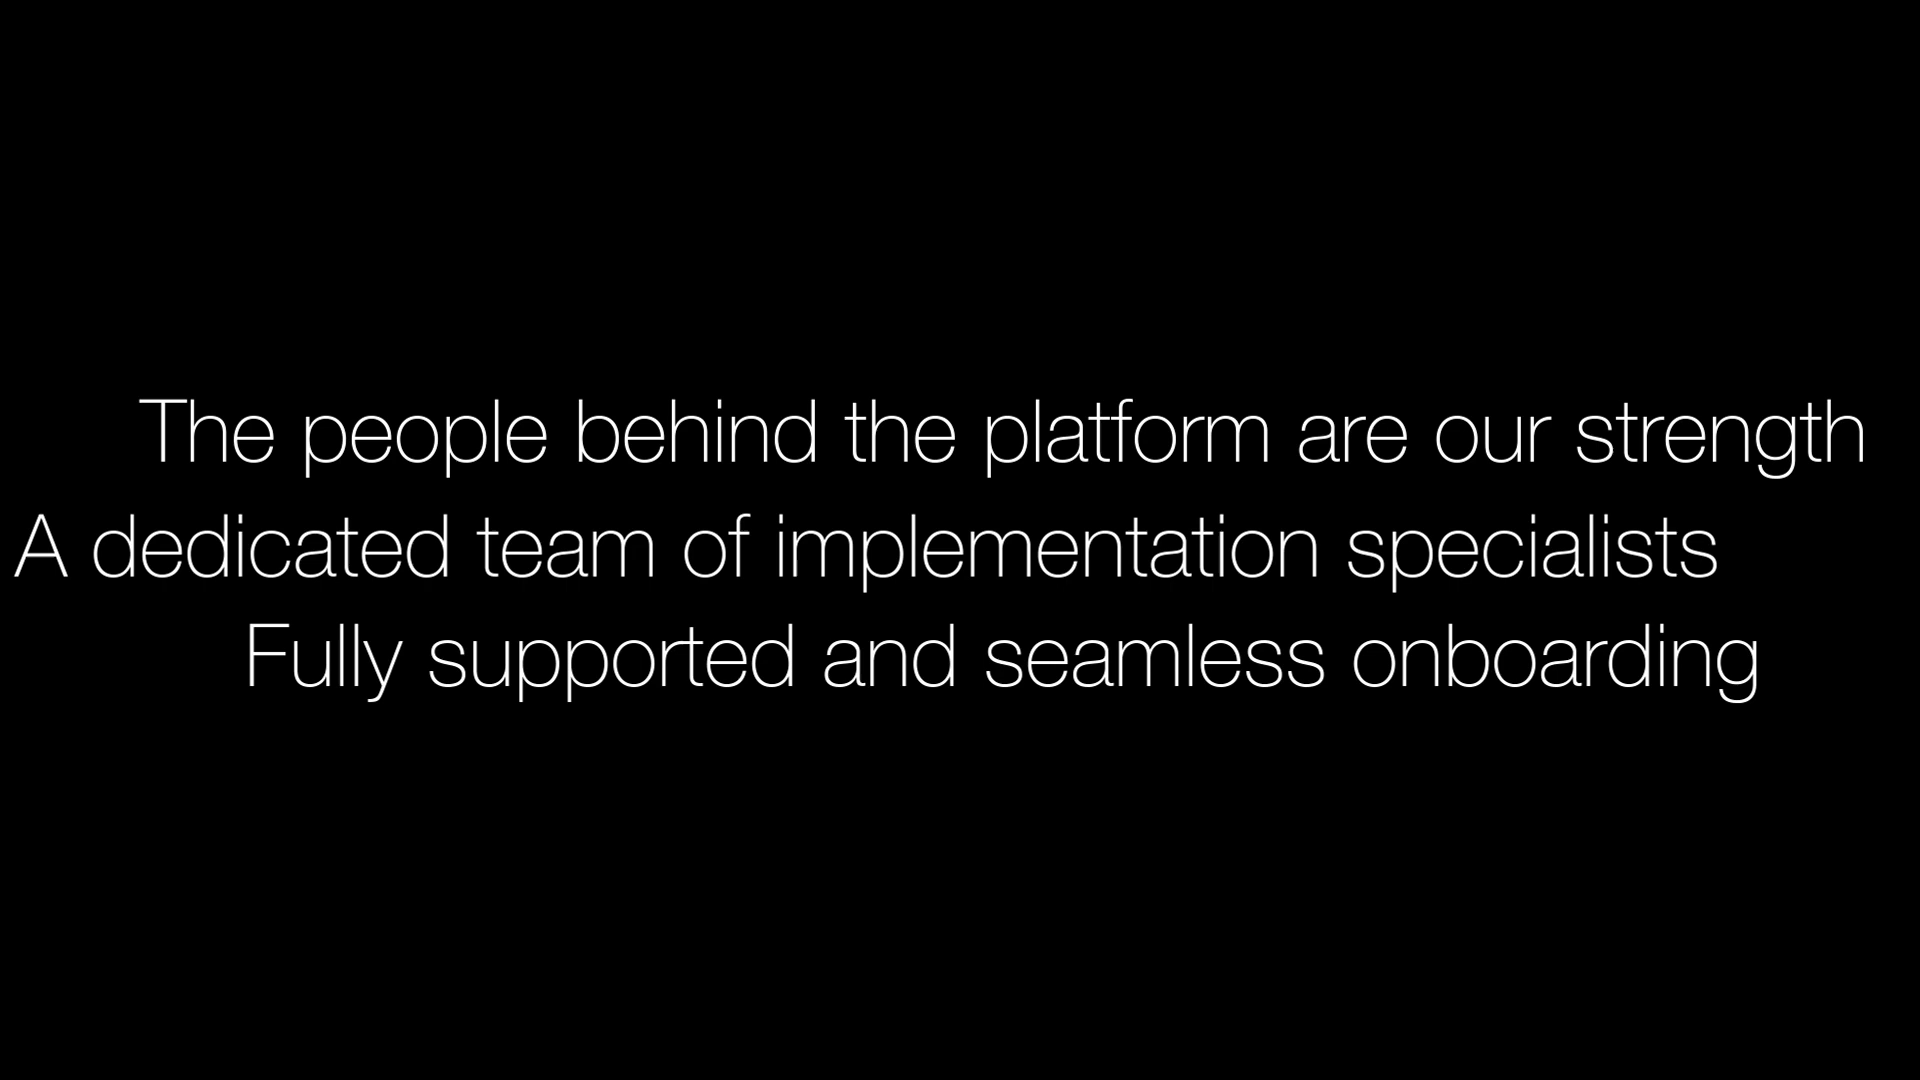 The people behind the platform are our strength
A dedicated team of implementation specialists
Fully supported and seamless onboarding